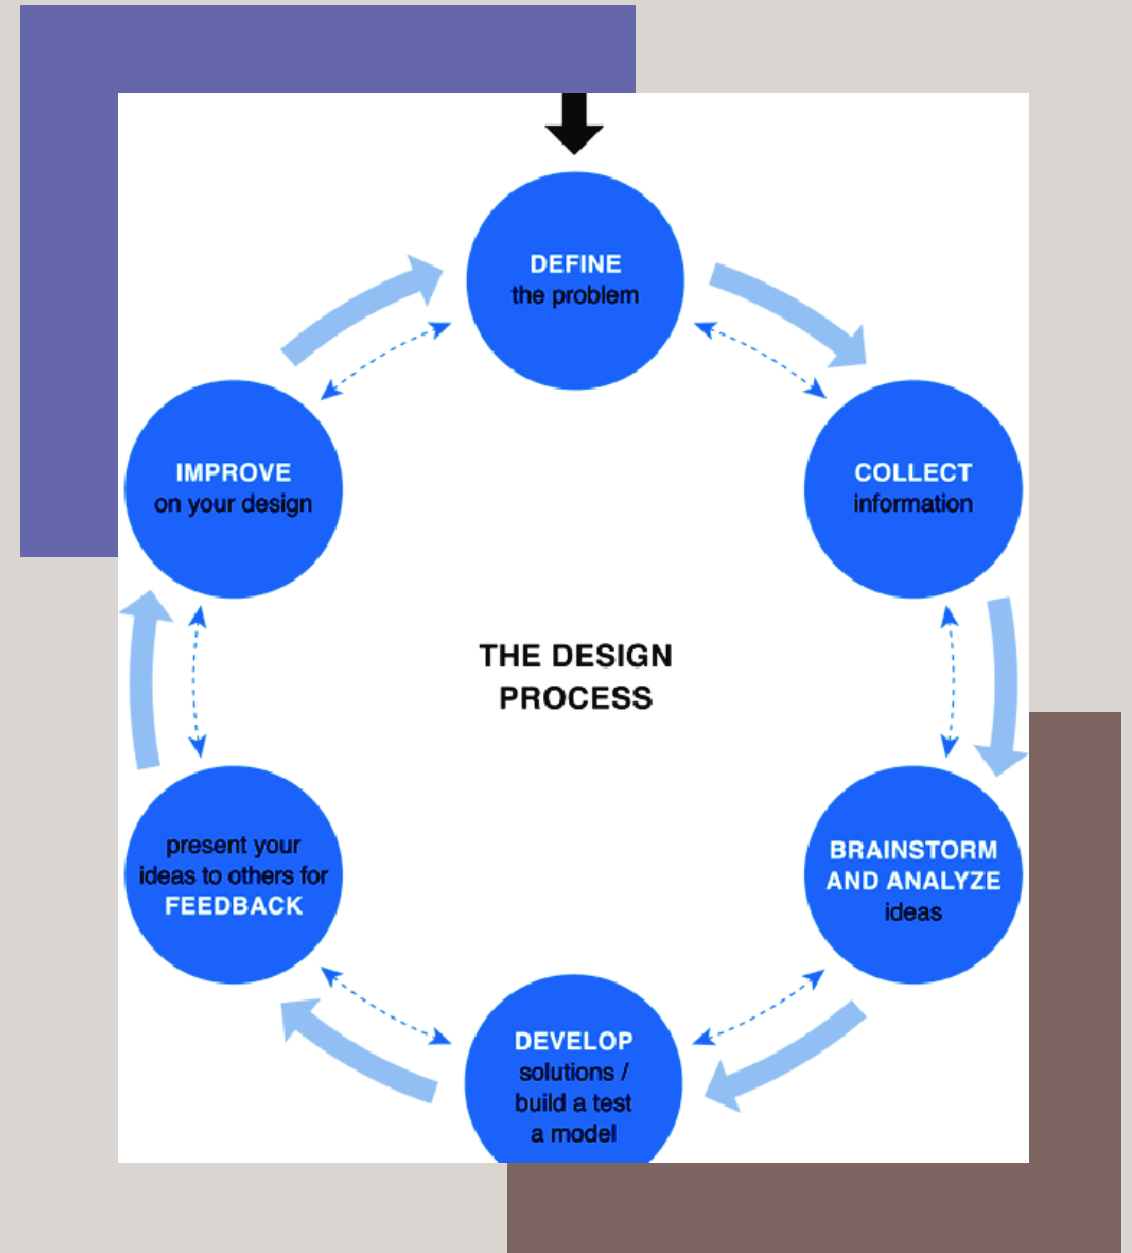 DEFINE
the problem
COLLECT
information
BRAINSTORM
AND ANALYZE
ideas
DEVELOP
solutions /
build a test
a model
present your
ideas to others for
FEEDBACK
IMPROVE
on your design
THE DESIGN
PROCESS